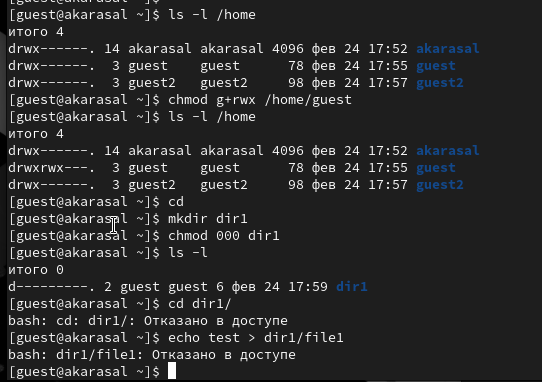 [guest@akarasal ~]$ ls -l /home
итого 4
drwx------. 14 akarasal akarasal 4096 фев 24 17:52 akarasal
drwx------.  3 guest    guest      78 фев 24 17:55 guest
drwx------.  3 guest2   guest2     98 фев 24 17:57 guest2
[guest@akarasal ~]$ chmod g+rwx /home/guest
[guest@akarasal ~]$ ls -l /home
итого 4
drwx------. 14 akarasal akarasal 4096 фев 24 17:52 akarasal
drwxrwx---.  3 guest    guest      78 фев 24 17:55 guest
drwx------.  3 guest2   guest2     98 фев 24 17:57 guest2
[guest@akarasal ~]$ cd
[guest@akarasal ~]$ mkdir dir1
[guest@akarasal ~]$ chmod 000 dir1
[guest@akarasal ~]$ ls -l
итого 0
d---------. 2 guest guest 6 фев 24 17:59 dir1
[guest@akarasal ~]$ cd dir1/
bash: cd: dir1/: Отказано в доступе
[guest@akarasal ~]$ echo test > dir1/file1
bash: dir1/file1: Отказано в доступе
[guest@akarasal ~]$